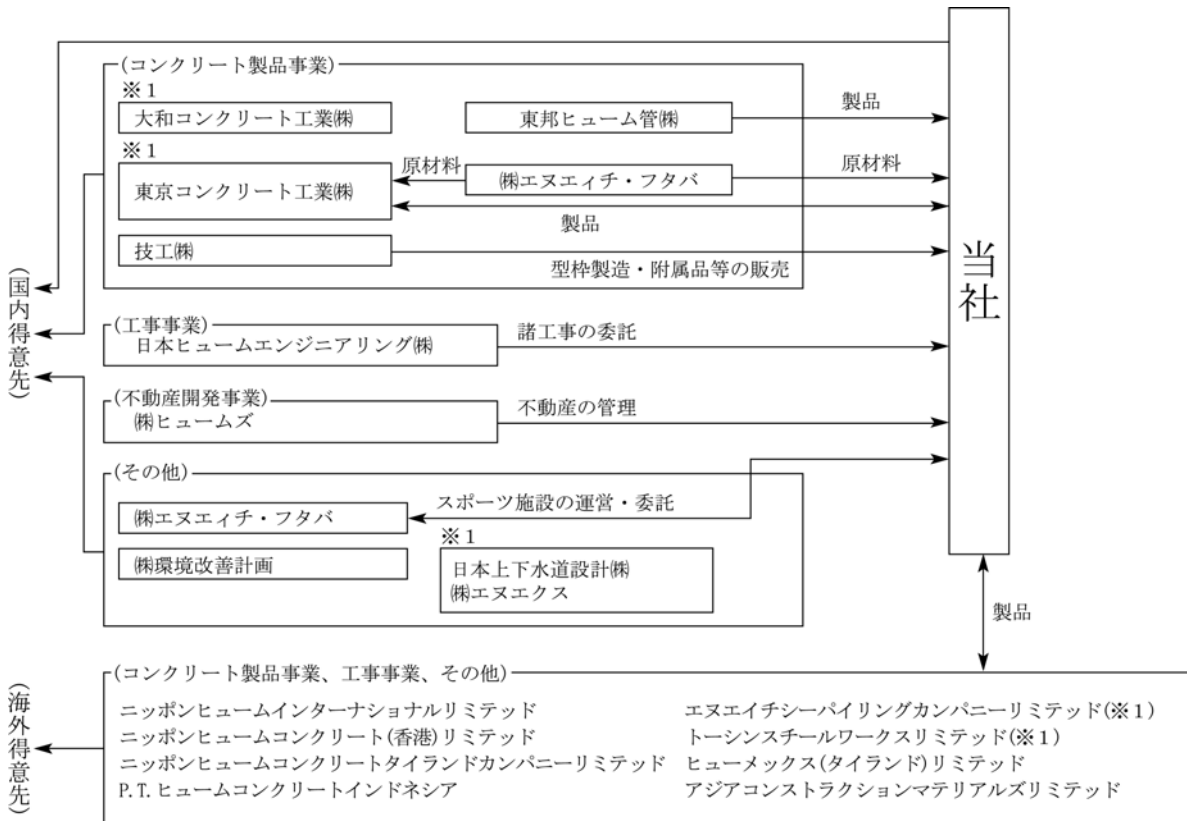 (コンクリート製品事業)
※1
大和コンクリート工業㈱
東邦ヒューム管㈱
製品
※1
東京コンクリート工業㈱
原材料
㈱エヌエィチ・フタバ
原材料
製品
技工㈱
型枠製造・附属品等の販売
当社
(国内得意先)
(工事事業)
日本ヒュームエンジニアリング㈱
諸工事の委託
(不動産開発事業)
㈱ヒュームズ
不動産の管理
(その他)
㈱エヌエィチ・フタバ
スポーツ施設の運営・委託
※1
㈱環境改善計画
日本上下水道設計㈱
㈱エヌエクス
製品
(コンクリート製品事業、工事事業、その他)
(海外得意先)
ニッポンヒュームインターナショナルリミテッド
エヌエイチシーパイリングカンパニーリミテッド(※1)
ニッポンヒュームコンクリート(香港)リミテッド
トーシンスチールワークスリミテッド(※1)
ニッポンヒュームコンクリートタイランドカンパニーリミテッド
ヒューメックス(タイランド)リミテッド
P.T.ヒュームコンクリートインドネシア
アジアコンストラクションマテリアルズリミテッド